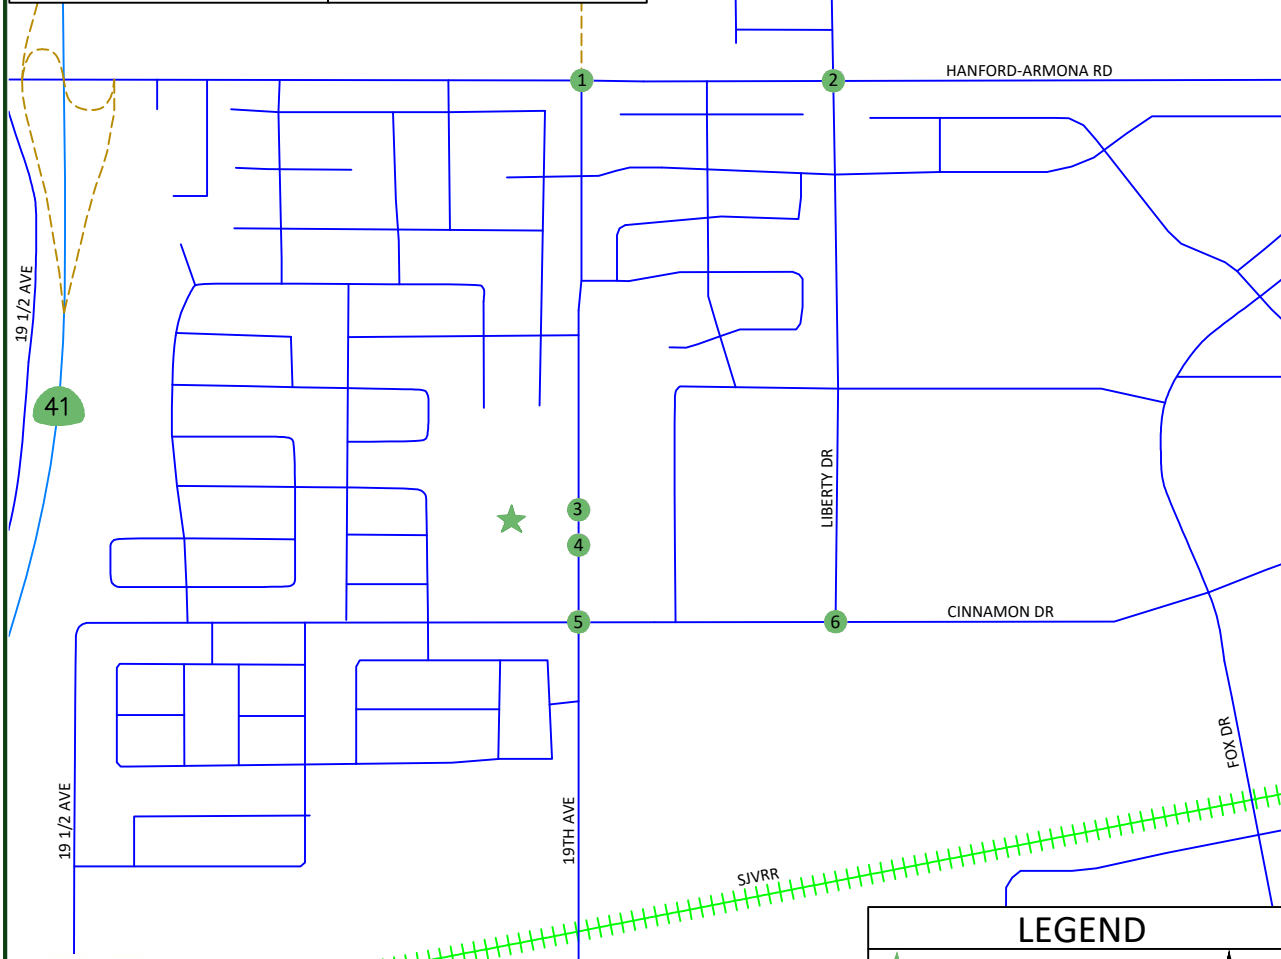 HANFORD-ARMONA RD
1
2
19 1/2 AVE
41
LIBERTY DR
3
4
5
6
CINNAMON DR
FOX DR
19 1/2 AVE
19TH AVE
SJVRR
LEGEND